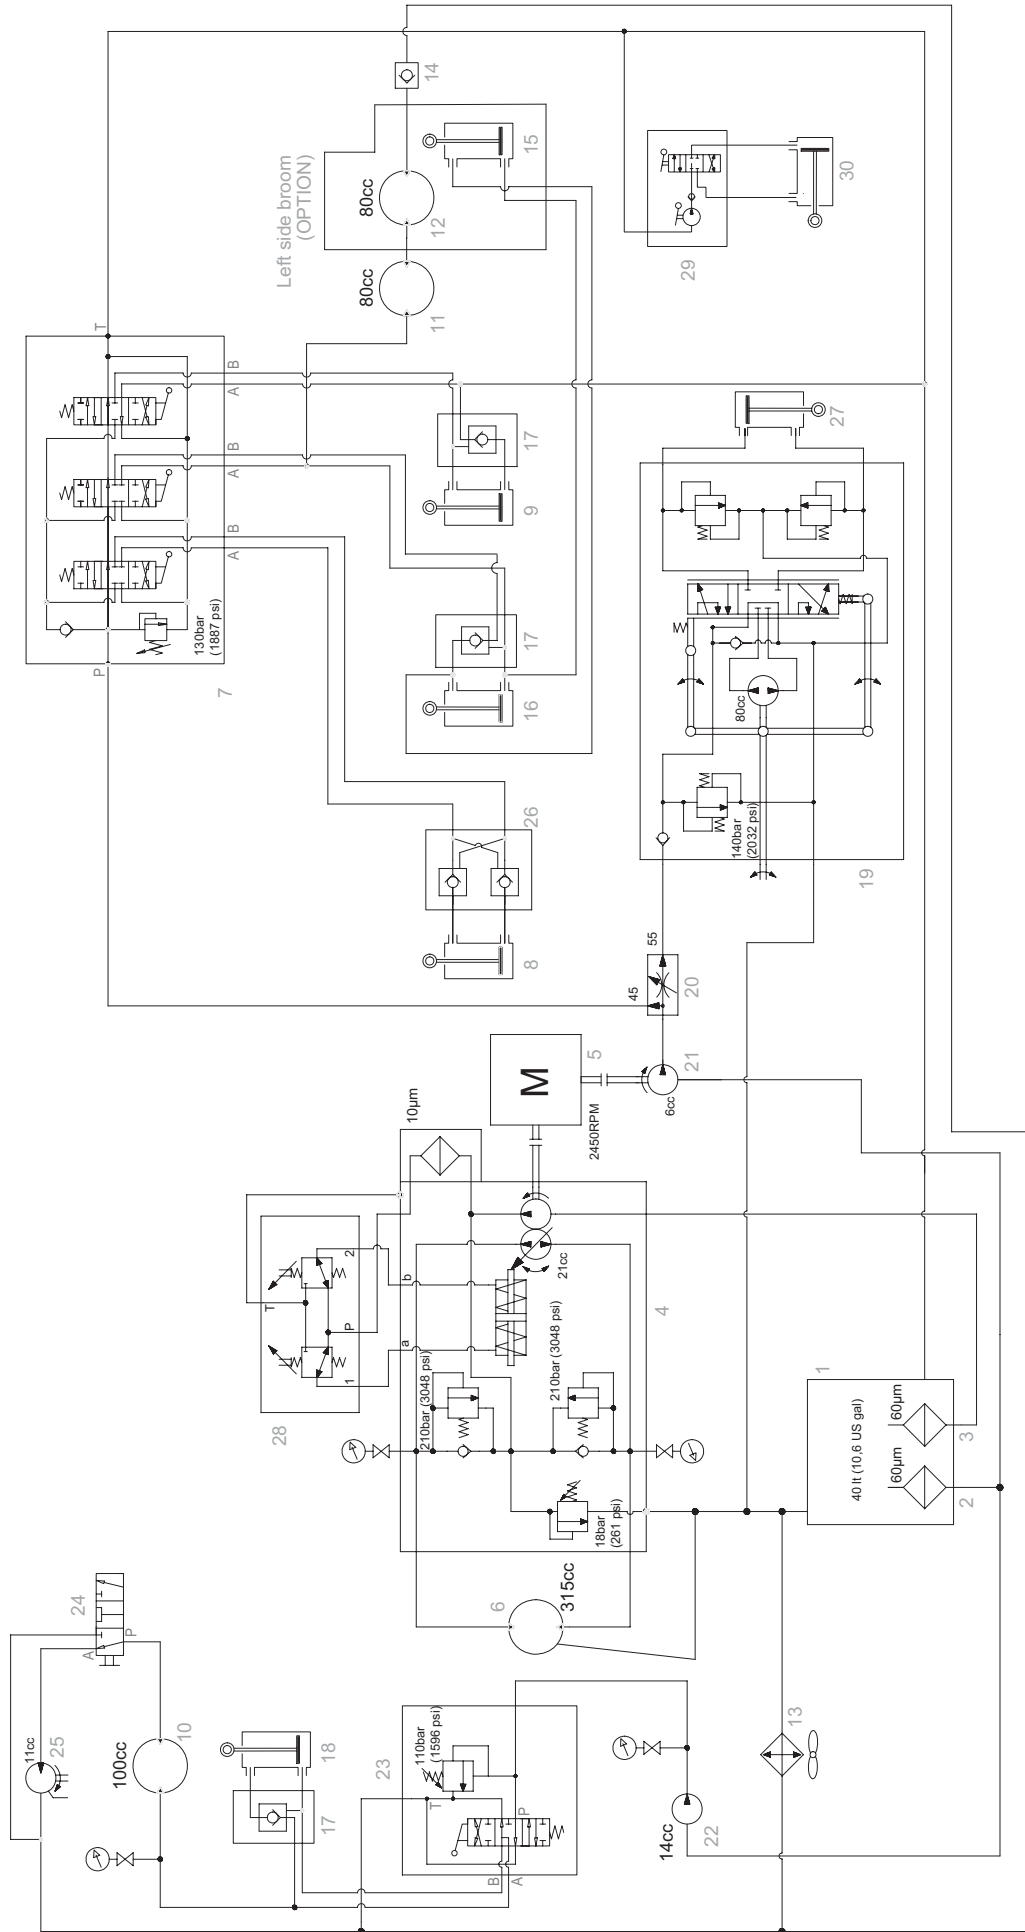 14
15
Left side broom
(OPTION)
80cc
12
80cc
11
30
29
T
B
A
B
A
B
A
P
130bar
(1887 psi)
7
17
9
17
16
26
8
27
80cc
140bar
(2032 psi)
19
55
45
20
21
6cc
M
5
2450RPM
10µm
21cc
4
b
a
210bar (3048 psi)
210bar (3048 psi)
18bar
(261 psi)
T
2
P
1
28
1
60µm
60µm
40 lt (10,6 US gal)
3
2
6
315cc
24
A
P
11cc
25
100cc
10
18
17
23
110bar
(1596 psi)
T
P
B
A
14cc
22
13